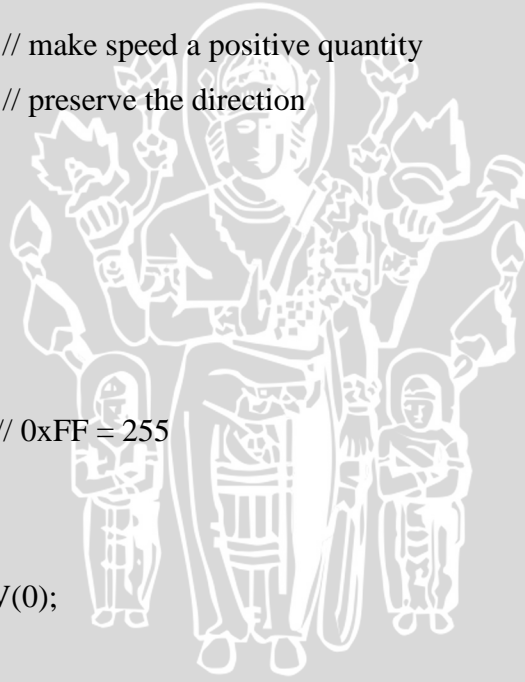 // make speed a positive quantity
// preserve the direction
// 0xFF = 255
V(0);